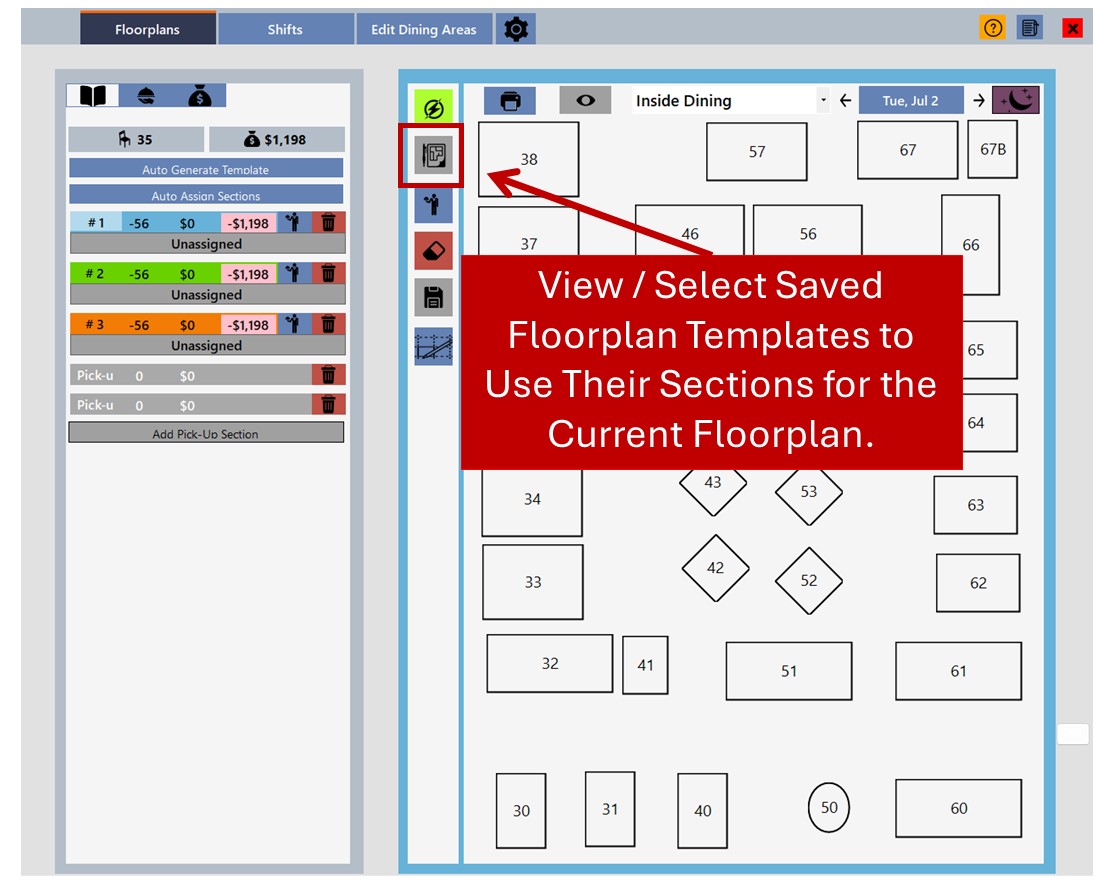 Floorplans
Shifts
Edit Dining Areas
35
$1,198
Auto Generate Template
Auto Assign Sections
# 1 -56 $0 -$1,198
Unassigned
# 2 -56 $0 -$1,198
Unassigned
# 3 -56 $0 -$1,198
Unassigned
Pick-u 0 $0
Pick-u 0 $0
Add Pick-Up Section
Inside Dining
Tue, Jul 2
38
57
67
67B
37
46
56
66
View / Select Saved
Floorplan Templates to
Use Their Sections for the
Current Floorplan.
65
64
34
43
53
63
33
42
52
62
32
41
51
61
30
31
40
50
60